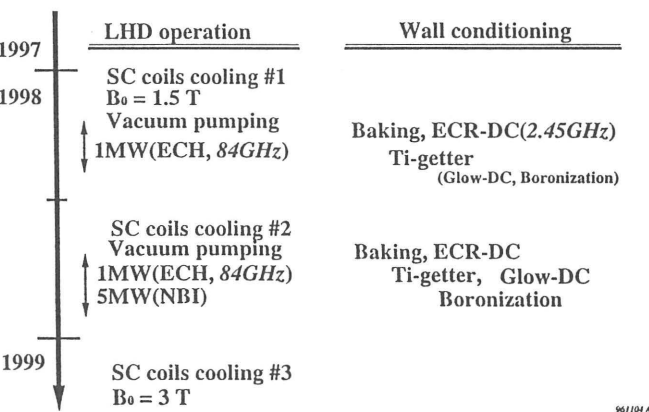 LHD operation
Wall conditioning
1997
1998
SC coils cooling #1
B₀ = 1.5 T
Vacuum pumping
1MW(ECH, 84GHz)
Baking, ECR-DC(2.45GHz)
Ti-getter
(Glow-DC, Boronization)
SC coils cooling #2
Vacuum pumping
1MW(ECH, 84GHz)
5MW(NBI)
Baking, ECR-DC
Ti-getter, Glow-DC
Boronization
1999
SC coils cooling #3
B₀ = 3 T